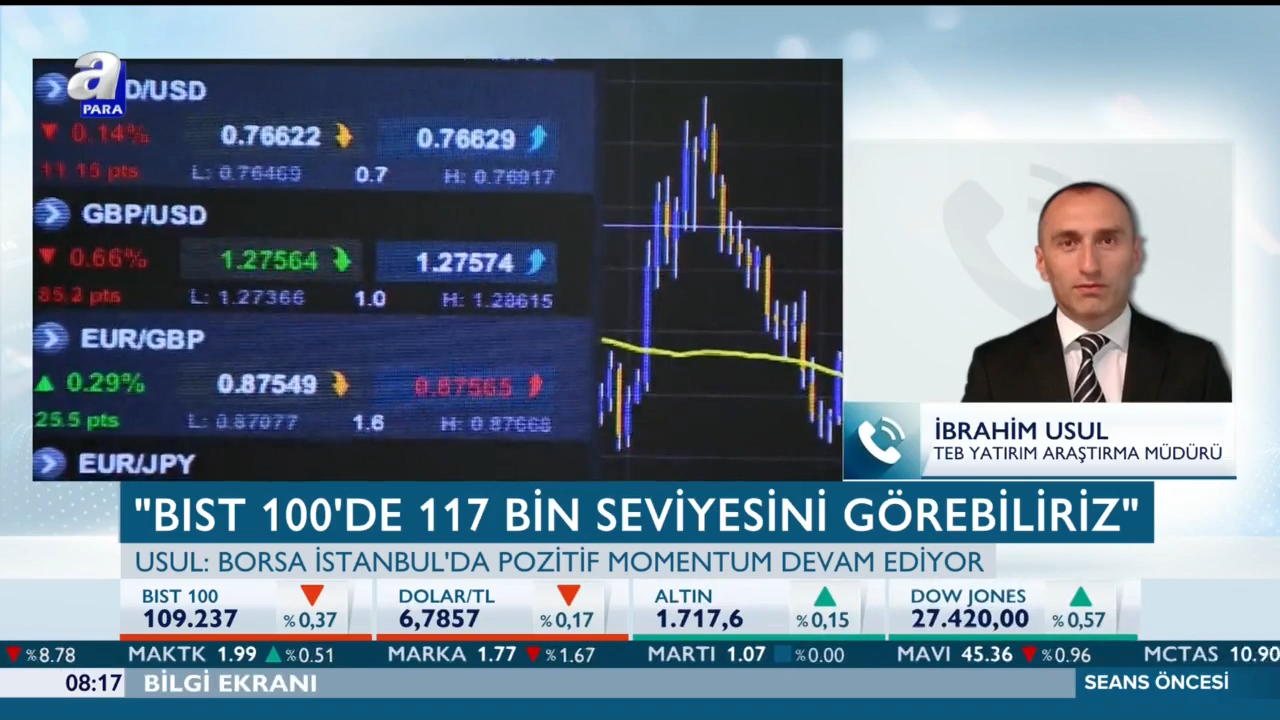 a
PARA
D/USD
0.14%
0.76622
0.76629
11.15 pts
L: 0.76469
0.7
H: 0.76917
GBP/USD
0.66%
1.27564
1.27574
85.2 pts
L: 1.27366
1.0
H: 1.28615
EUR/GBP
0.29%
0.87549
0.87565
25.5 pts
L: 0.87077
1.6
H: 0.87668
EUR/JPY
İBRAHİM USUL
TEB YATIRIM ARAŞTIRMA MÜDÜRÜ
"BIST 100'DE 117 BİN SEVİYESİNİ GÖREBİLİRİZ"
USUL: BORSA İSTANBUL'DA POZİTİF MOMENTUM DEVAM EDİYOR
BIST 100
109.237
%0,37
DOLAR/TL
6,7857
%0,17
ALTIN
1.717,6
%0,15
DOW JONES
27.420,00
%0,57
%8.78 MAKTK 1.99 %0.51 MARKA 1.77 %1.67 MARTI 1.07 %0.00 MAVI 45.36 %0.96 MCTAS 10.90
08:17 BİLGİ EKRANI
SEANS ÖNCESİ